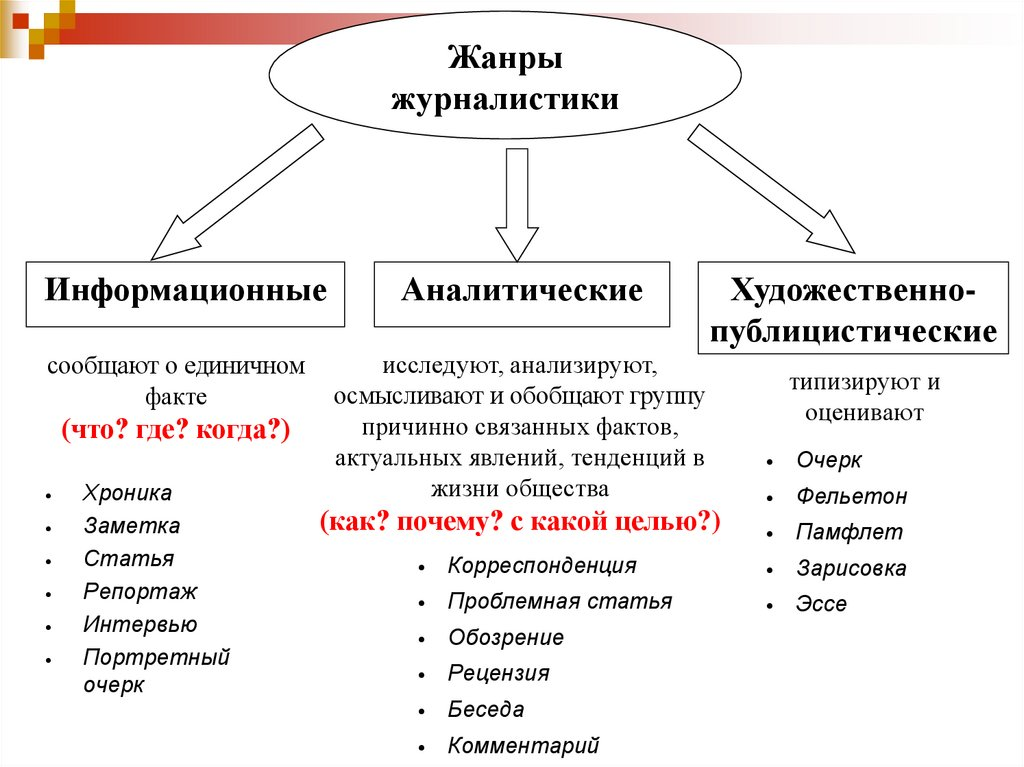 Жанры
журналистики
Информационные
сообщают о единичном
факте
(что? где? когда?)
Хроника
Заметка
Статья
Репортаж
Интервью
Портретный
очерк
Аналитические
исследуют, анализируют,
осмысливают и обобщают группу
причинно связанных фактов,
актуальных явлений, тенденций в
жизни общества
(как? почему? с какой целью?)
Корреспонденция
Проблемная статья
Обозрение
Рецензия
Беседа
Комментарий
Художественно-
публицистические
типизируют и
оценивают
Очерк
Фельетон
Памфлет
Зарисовка
Эссе